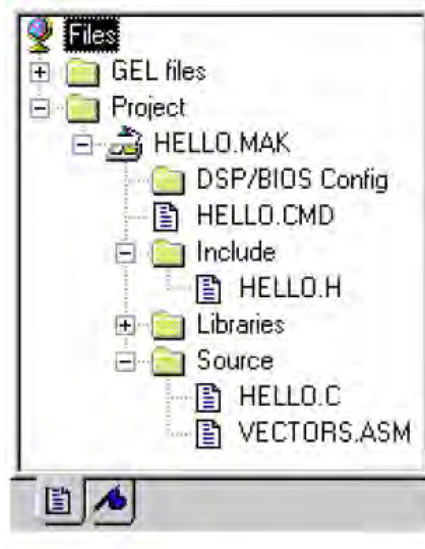 Files
GEL files
Project
HELLO.MAK
DSP/BIOS Config
HELLO.CMD
Include
HELLO.H
Libraries
Source
HELLO.C
VECTORS.ASM